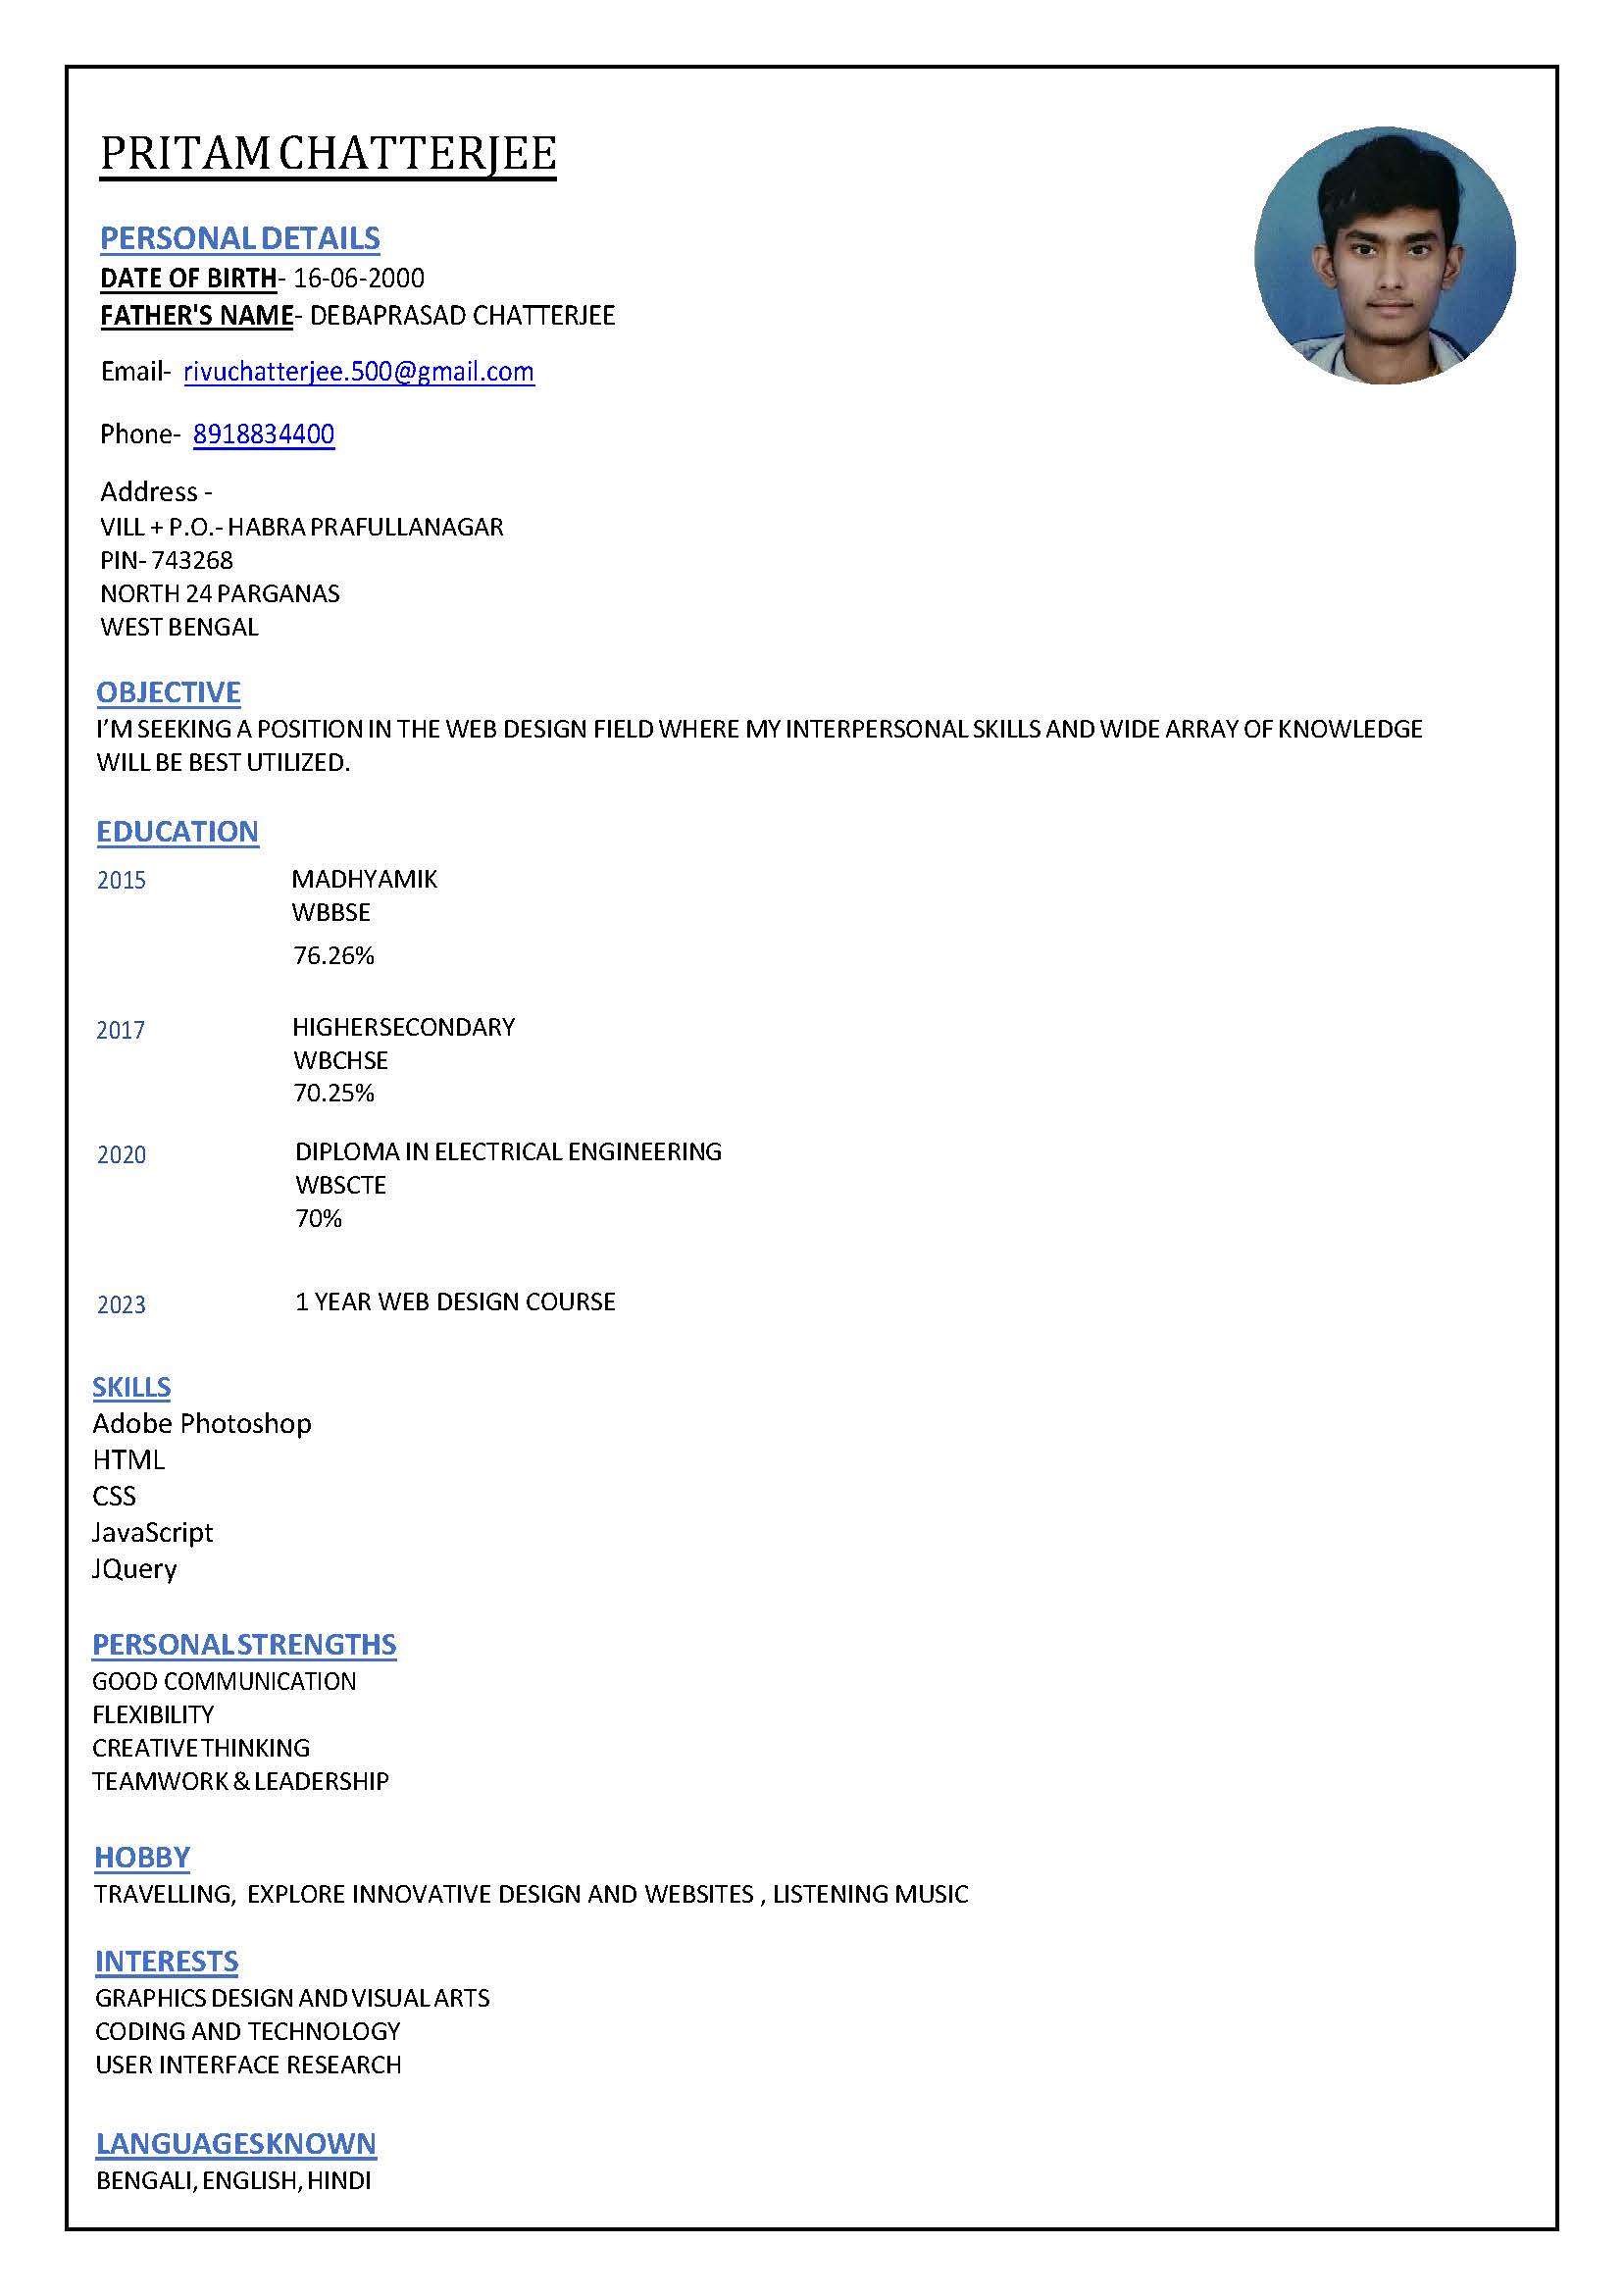 PRITAM CHATTERJEE
PERSONAL DETAILS
DATE OF BIRTH- 16-06-2000
FATHER'S NAME- DEBAPRASAD CHATTERJEE
Email- rivuchatterjee.500@gmail.com
Phone- 8918834400
Address -
VILL + P.O.- HABRA PRAFULLANAGAR
PIN- 743268
NORTH 24 PARGANAS
WEST BENGAL
OBJECTIVE
I’M SEEKING A POSITION IN THE WEB DESIGN FIELD WHERE MY INTERPERSONAL SKILLS AND WIDE ARRAY OF KNOWLEDGE
WILL BE BEST UTILIZED.
EDUCATION
2015 MADHYAMIK
WBBSE
76.26%
2017 HIGHERSECONDARY
WBCHSE
70.25%
2020 DIPLOMA IN ELECTRICAL ENGINEERING
WBSCTE
70%
2023 1 YEAR WEB DESIGN COURSE
SKILLS
Adobe Photoshop
HTML
CSS
JavaScript
JQuery
PERSONALSTRENGTHS
GOOD COMMUNICATION
FLEXIBILITY
CREATIVETHINKING
TEAMWORK & LEADERSHIP
HOBBY
TRAVELLING, EXPLORE INNOVATIVE DESIGN AND WEBSITES , LISTENING MUSIC
INTERESTS
GRAPHICS DESIGN AND VISUAL ARTS
CODING AND TECHNOLOGY
USER INTERFACE RESEARCH
LANGUAGESKNOWN
BENGALI, ENGLISH, HINDI